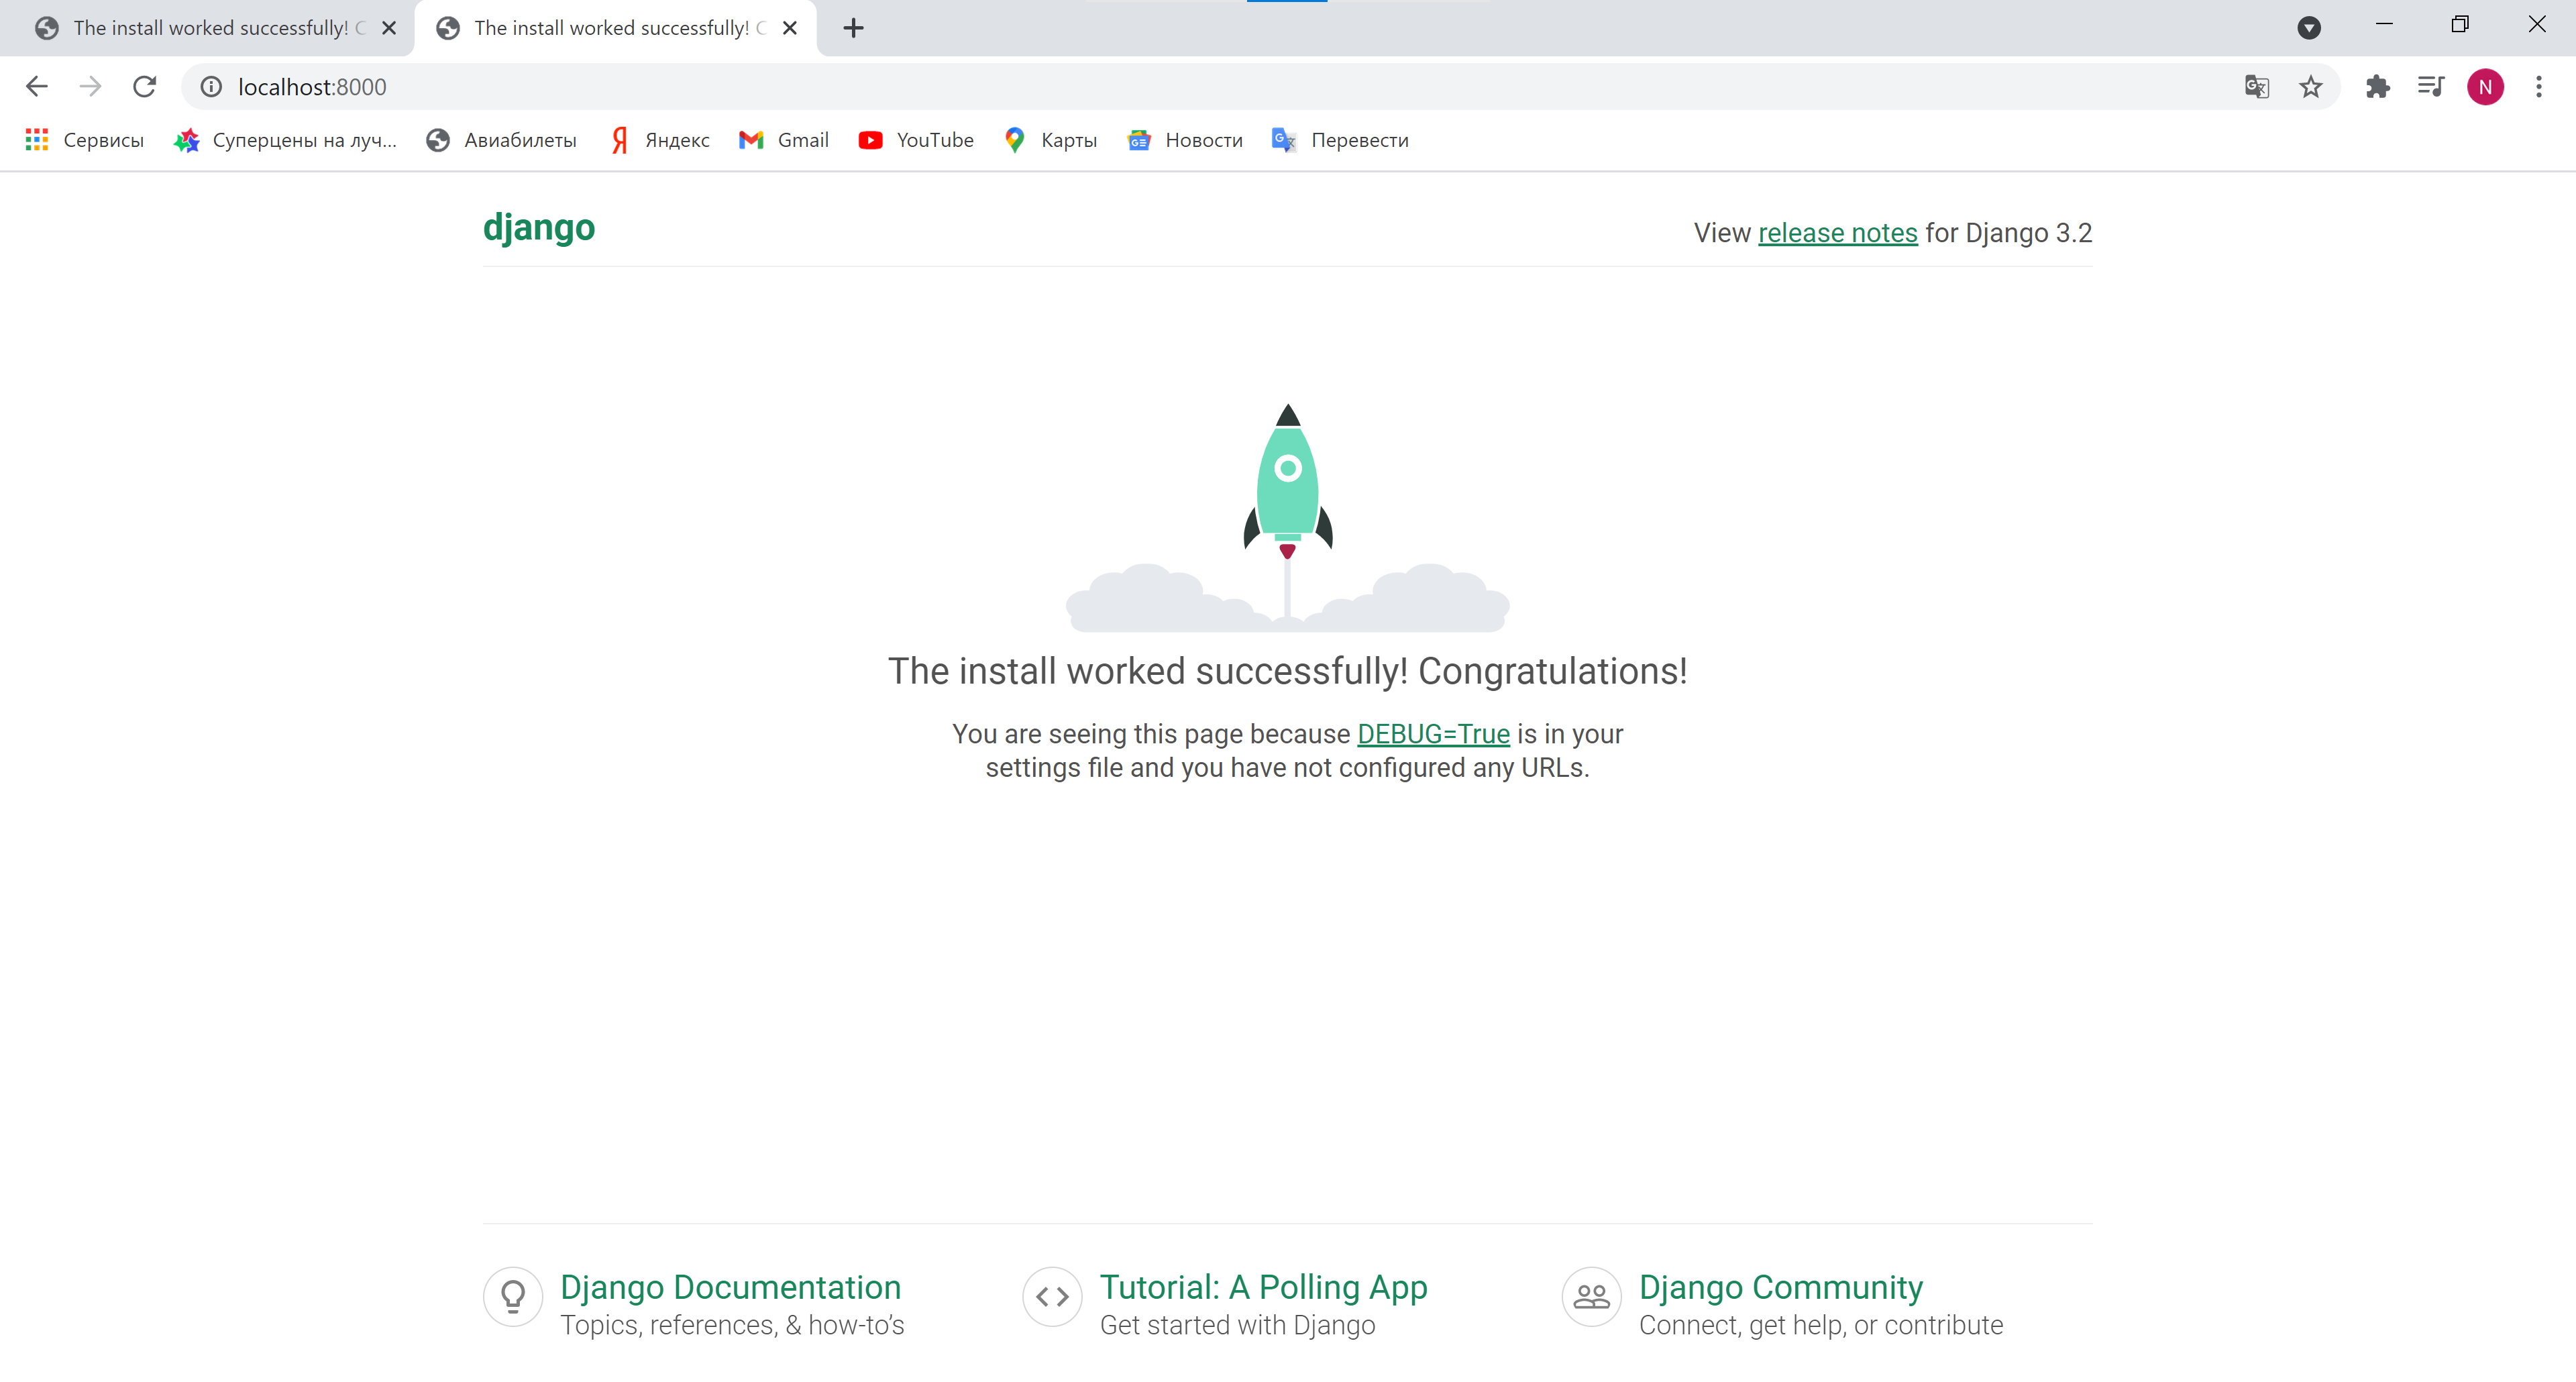 The install worked successfully! C
The install worked successfully! C
localhost:8000
N
Сервисы
Суперцены на луч...
Авиабилеты
Яндекс
Gmail
YouTube
Карты
Новости
Перевести
django
View release notes for Django 3.2
The install worked successfully! Congratulations!
You are seeing this page because DEBUG=True is in your
settings file and you have not configured any URLs.
Django Documentation
Topics, references, & how-to’s
Tutorial: A Polling App
Get started with Django
Django Community
Connect, get help, or contribute